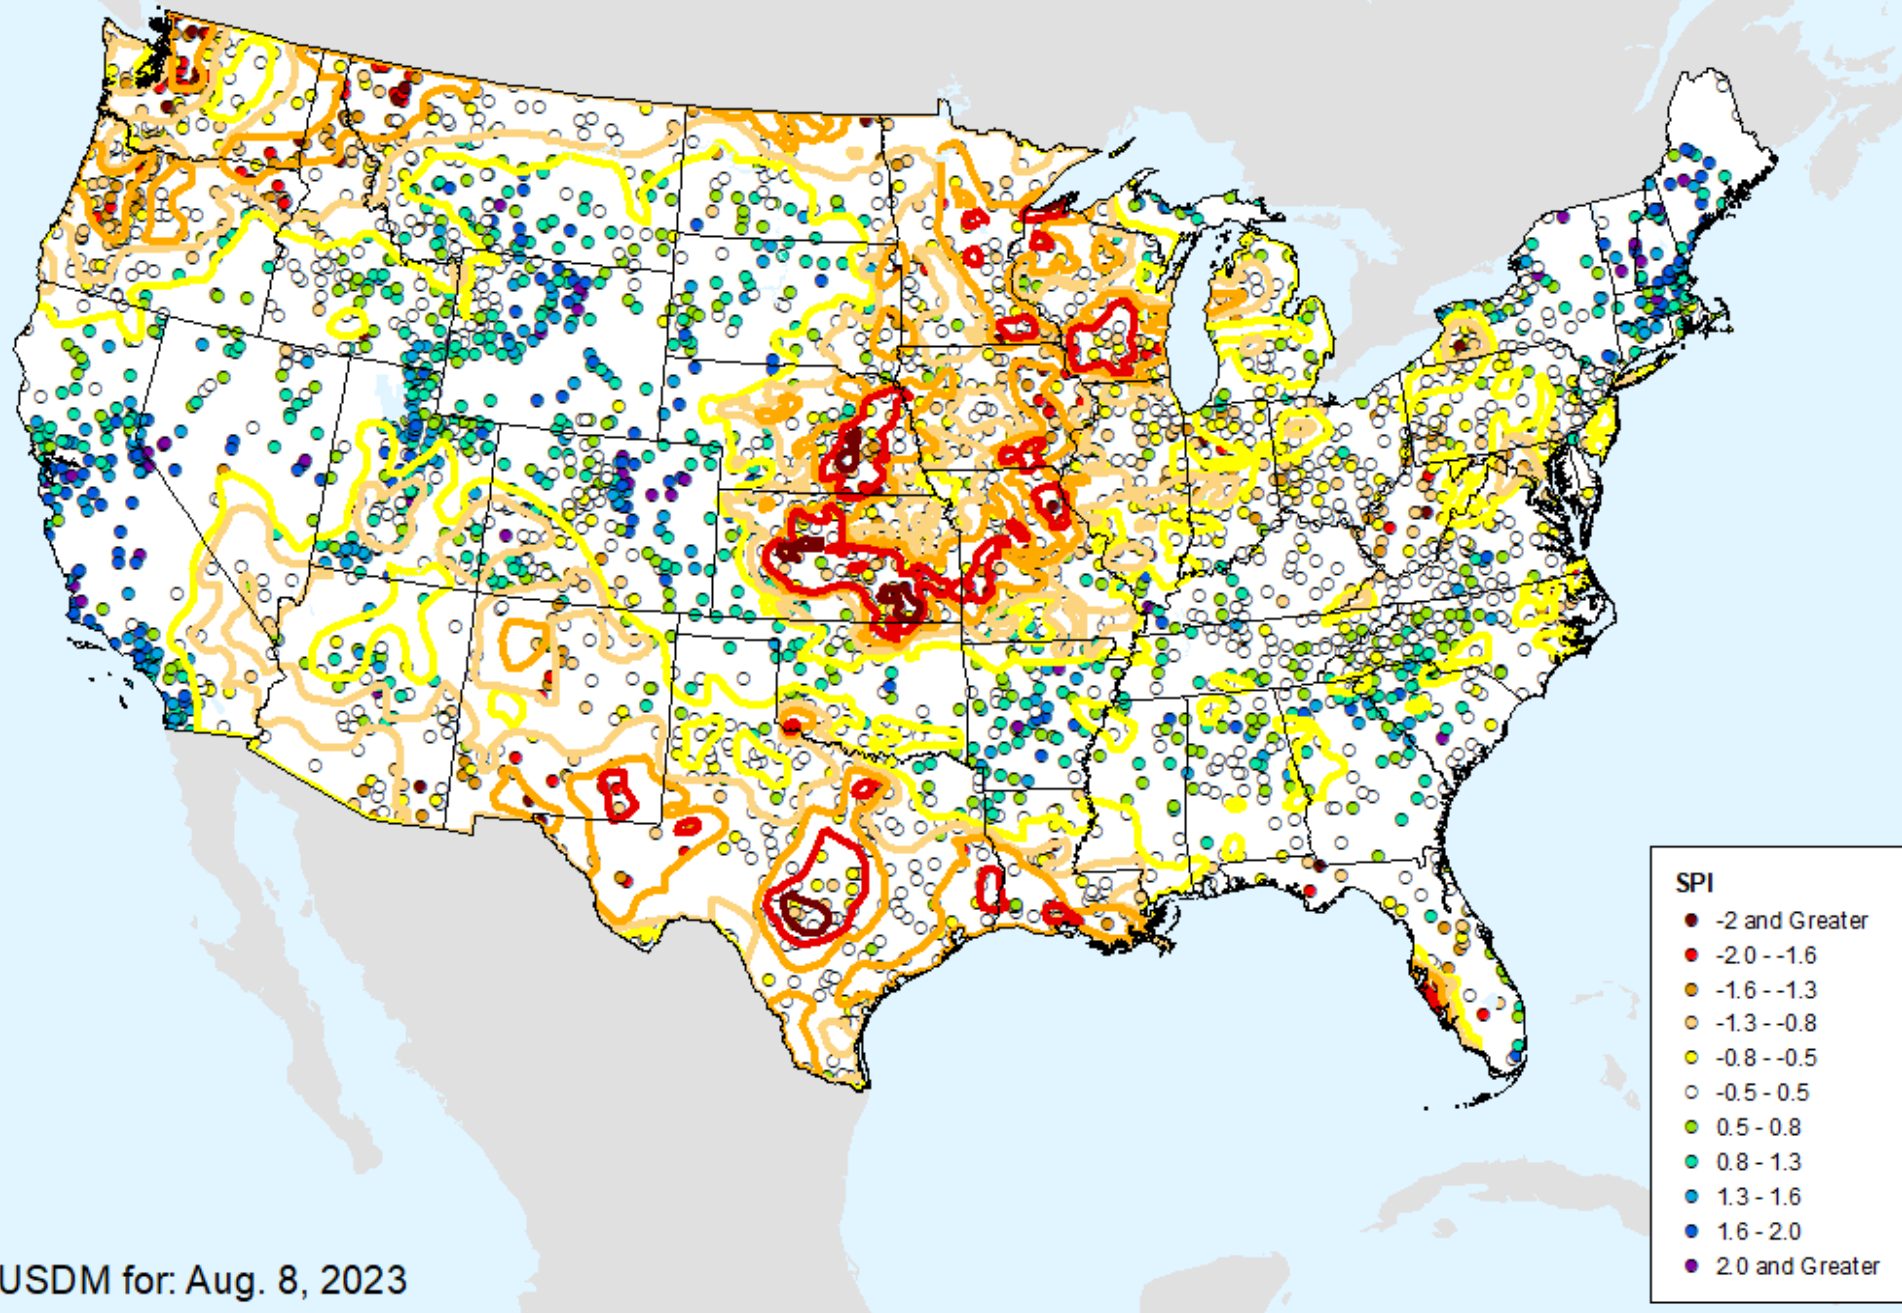 SPI
-2 and Greater
-2.0 - -1.6
-1.6 - -1.3
-1.3 - -0.8
-0.8 - -0.5
-0.5 - 0.5
0.5 - 0.8
0.8 - 1.3
1.3 - 1.6
1.6 - 2.0
2.0 and Greater
USDM for: Aug. 8, 2023